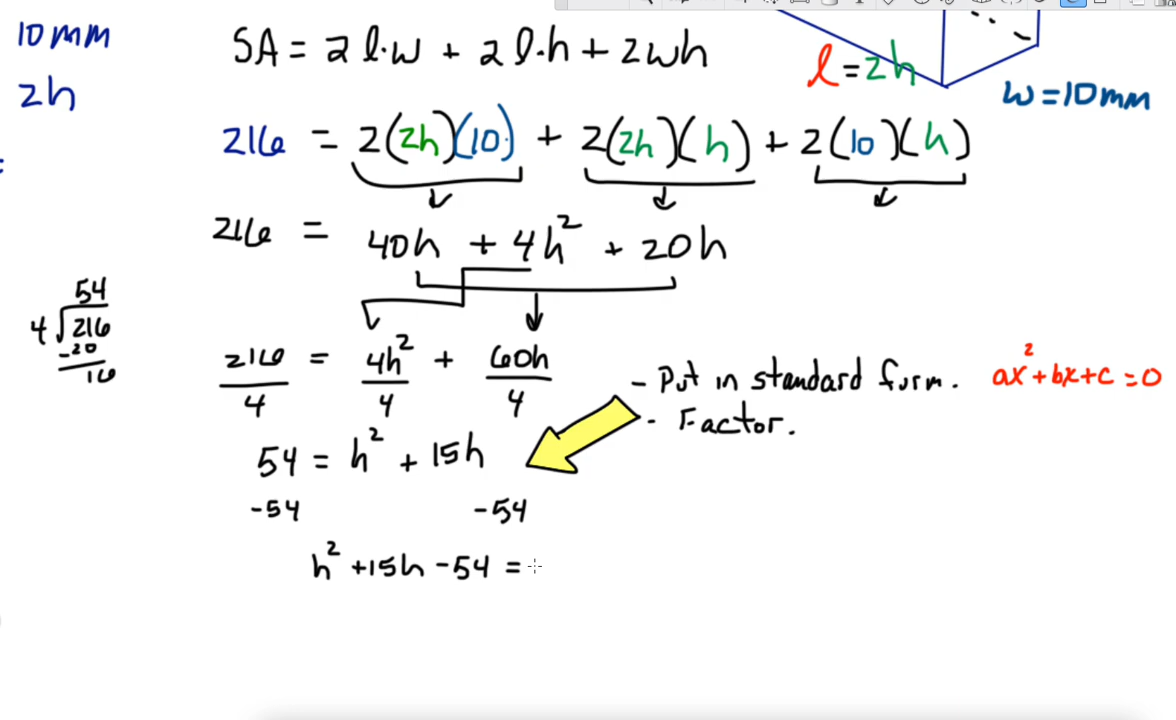 10mm
2h
SA = 2 l·w + 2 l·h + 2wh
l = 2h
w = 10mm
216 = 2(2h)(10) + 2(2h)(h) + 2(10)(h)
216 = 40h + 4h² + 20h
54
4 √216
-20
16
216/4 = 4h²/4 + 60h/4
- Put in standard form. ax² + bx + c = 0
- Factor.
54 = h² + 15h
-54 -54
h² + 15h - 54 =